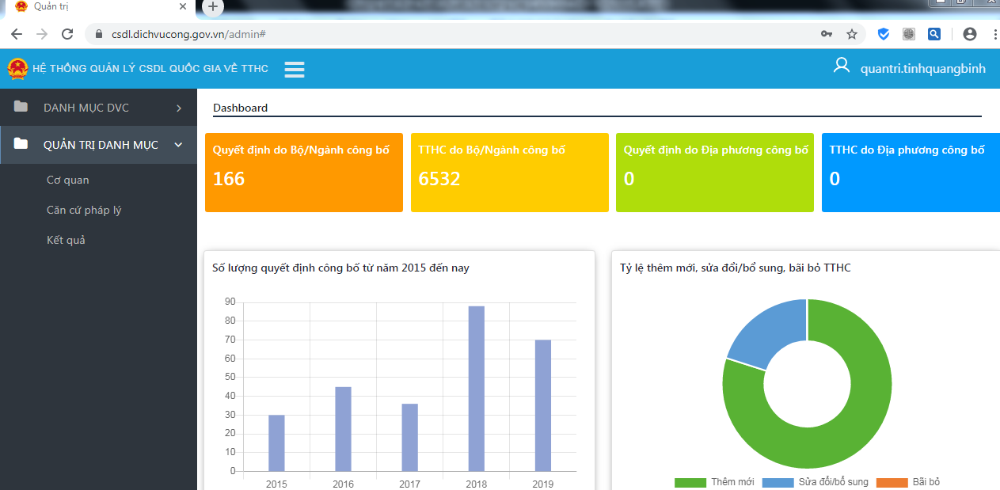 Quản trị
csdl.dichvucong.gov.vn/admin#
HỆ THỐNG QUẢN LÝ CSDL QUỐC GIA VỀ TTHC
quantri.tinhquangbinh
DANH MỤC DVC
QUẢN TRỊ DANH MỤC
Cơ quan
Căn cứ pháp lý
Kết quả
Dashboard
Quyết định do Bộ/Ngành công bố
166
TTHC do Bộ/Ngành công bố
6532
Quyết định do Địa phương công bố
0
TTHC do Địa phương công bố
0
Số lượng quyết định công bố từ năm 2015 đến nay
90
80
70
60
50
40
30
20
10
0
2015 2016 2017 2018 2019
Tỷ lệ thêm mới, sửa đổi/bổ sung, bãi bỏ TTHC
Thêm mới Sửa đổi/bổ sung Bãi bỏ